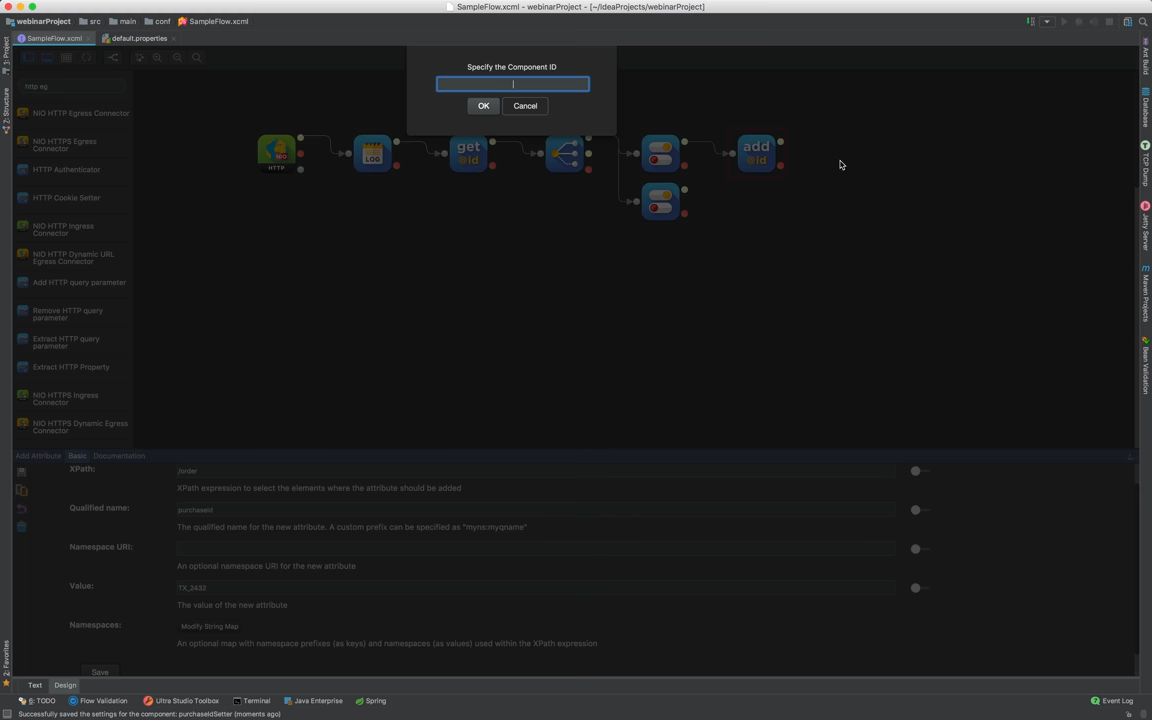 SampleFlow.xcml - webinarProject - [~/IdeaProjects/webinarProject]
webinarProject src main conf SampleFlow.xcml
SampleFlow.xcml default.properties
1: Project
2: Structure
2: Favorites
http eg
NIO HTTP Egress Connector
NIO HTTPS Egress
Connector
HTTP Authenticator
HTTP Cookie Setter
NIO HTTP Ingress
Connector
NIO HTTP Dynamic URL
Egress Connector
Add HTTP query parameter
Remove HTTP query
parameter
Extract HTTP query
parameter
Extract HTTP Property
NIO HTTPS Ingress
Connector
NIO HTTPS Dynamic Egress
Connector
Specify the Component ID
OK Cancel
NIO
HTTP
LOG
get
@id
add
@id
Ant Build
Database
TCP Dump
Jetty Server
Maven Projects
Bean Validation
Add Attribute Basic Documentation
XPath: /order
XPath expression to select the elements where the attribute should be added
Qualified name: purchaseId
The qualified name for the new attribute. A custom prefix can be specified as "myns:myqname"
Namespace URI:
An optional namespace URI for the new attribute
Value: TX_2432
The value of the new attribute
Namespaces: Modify String Map
An optional map with namespace prefixes (as keys) and namespaces (as values) used within the XPath expression
Save
Text Design
6: TODO Flow Validation Ultra Studio Toolbox Terminal Java Enterprise Spring Event Log
Successfully saved the settings for the component: purchaseIdSetter (moments ago)